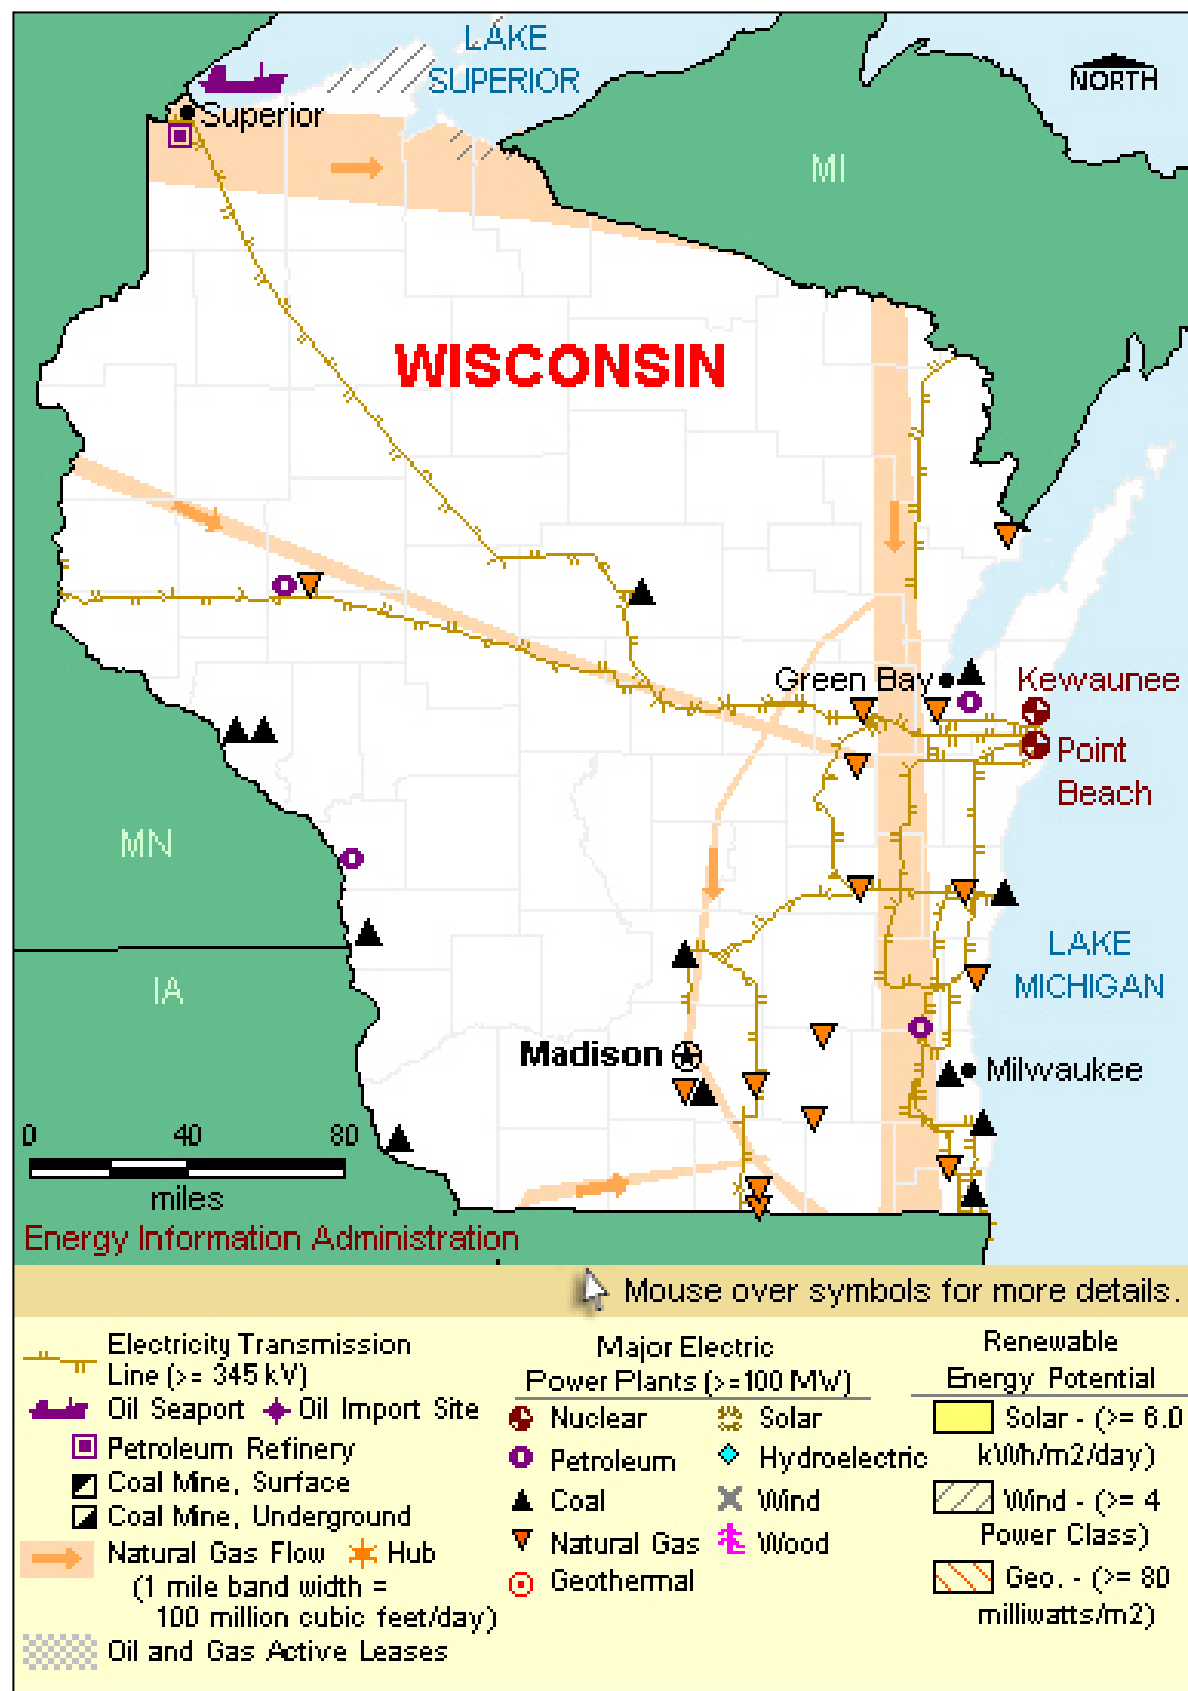 LAKE
SUPERIOR
NORTH
Superior
MI
WISCONSIN
Green Bay
Kewaunee
Point
Beach
MN
LAKE
MICHIGAN
IA
Madison
Milwaukee
0 40 80
miles
Energy Information Administration
Mouse over symbols for more details.
Electricity Transmission
Line (>= 345 kV)
Oil Seaport Oil Import Site
Petroleum Refinery
Coal Mine, Surface
Coal Mine, Underground
Natural Gas Flow Hub
(1 mile band width =
100 million cubic feet/day)
Oil and Gas Active Leases
Major Electric
Power Plants (>=100 MW)
Nuclear Solar
Petroleum Hydroelectric
Coal Wind
Natural Gas Wood
Geothermal
Renewable
Energy Potential
Solar - (>= 6.0
kWh/m2/day)
Wind - (>= 4
Power Class)
Geo. - (>= 80
milliwatts/m2)